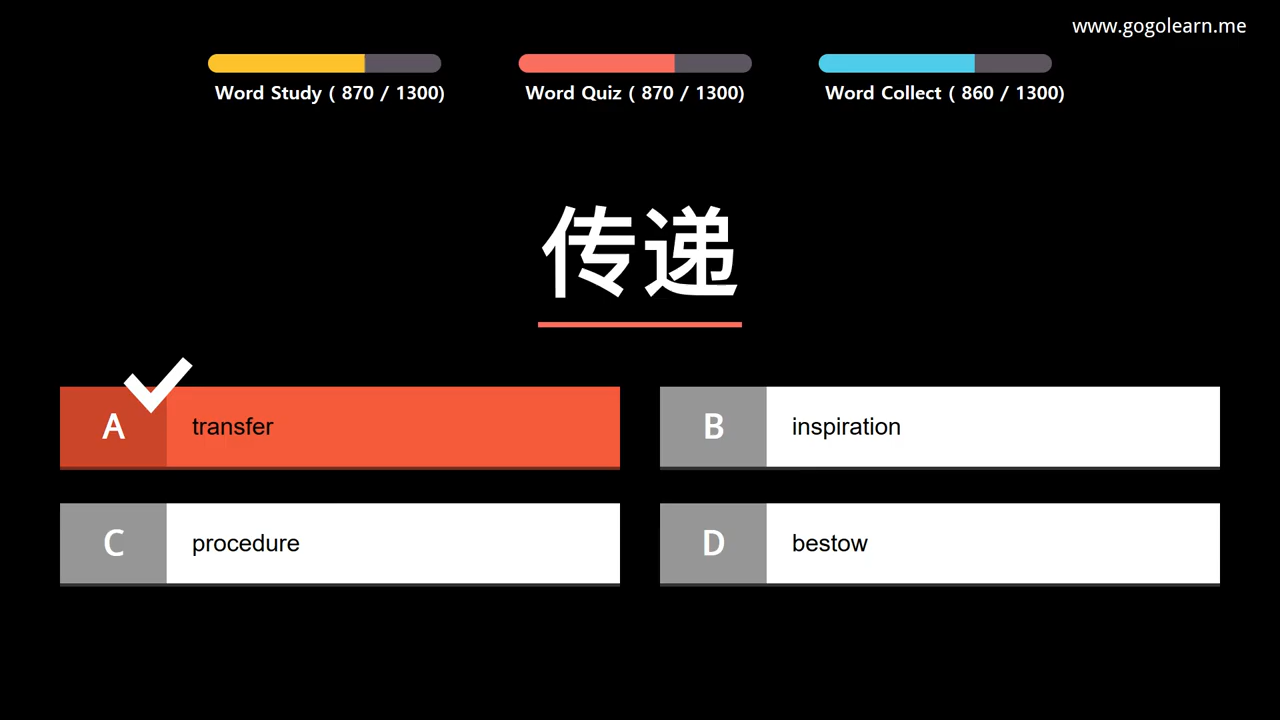 www.gogolearn.me
Word Study ( 870 / 1300)
Word Quiz ( 870 / 1300)
Word Collect ( 860 / 1300)
传递
A transfer
B inspiration
C procedure
D bestow